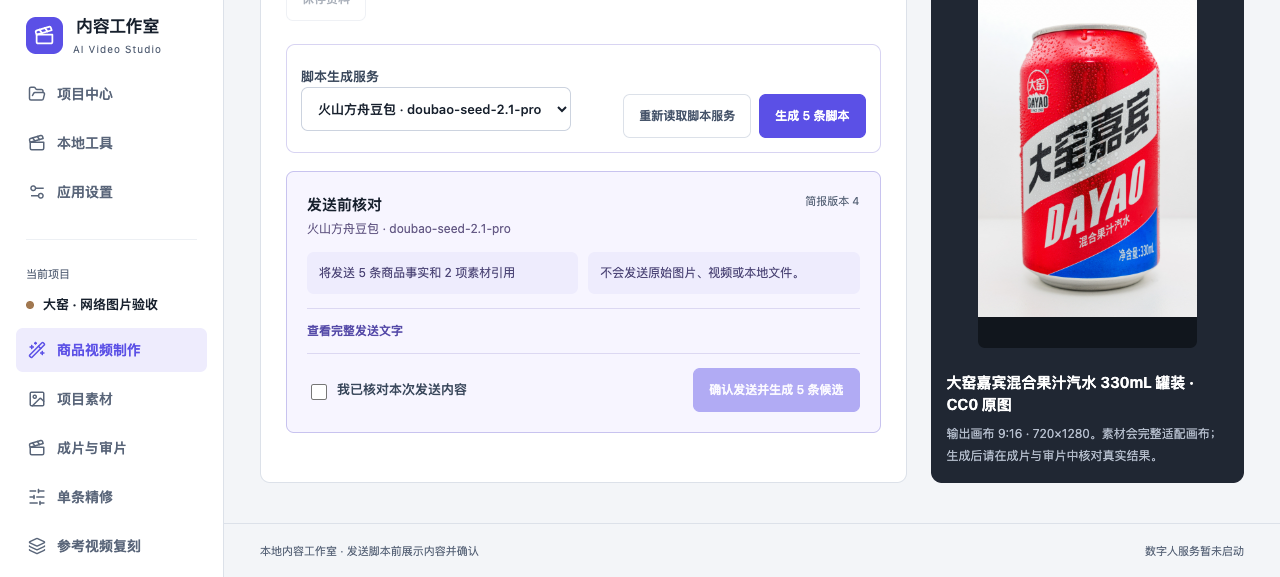 内容工作室
AI Video Studio
项目中心
本地工具
应用设置
当前项目
大窑 · 网络图片验收
商品视频制作
项目素材
成片与审片
单条精修
参考视频复刻
保存资料
脚本生成服务
火山方舟豆包 · doubao-seed-2.1-pro
重新读取脚本服务
生成 5 条脚本
发送前核对
简报版本 4
火山方舟豆包 · doubao-seed-2.1-pro
将发送 5 条商品事实和 2 项素材引用
不会发送原始图片、视频或本地文件。
查看完整发送文字
我已核对本次发送内容
确认发送并生成 5 条候选
大窑
DAYAO
大窑嘉宾
DAYAO
混合果汁汽水
净含量:330mL
大窑嘉宾混合果汁汽水 330mL 罐装 ·
CC0 原图
输出画布 9:16 · 720×1280。素材会完整适配画布；
生成后请在成片与审片中核对真实结果。
本地内容工作室 · 发送脚本前展示内容并确认
数字人服务暂未启动